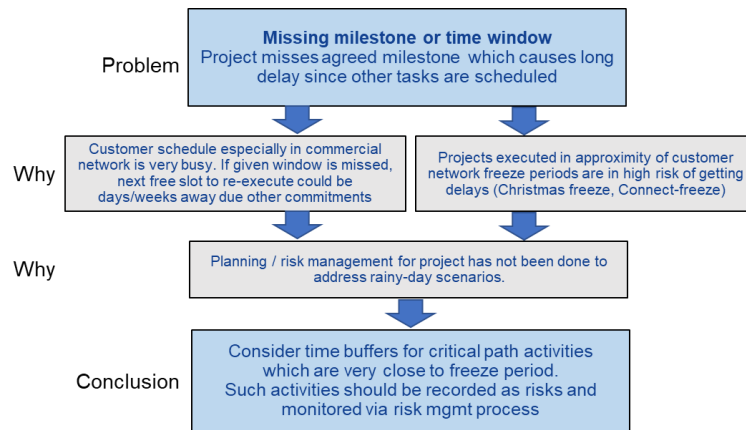 Missing milestone or time window
Problem
Project misses agreed milestone which causes long
delay since other tasks are scheduled
Why
Customer schedule especially in commercial
network is very busy. If given window is missed,
next free slot to re-execute could be
days/weeks away due other commitments
Projects executed in approximity of customer
network freeze periods are in high risk of getting
delays (Christmas freeze, Connect-freeze)
Why
Planning / risk management for project has not been done to
address rainy-day scenarios.
Conclusion
Consider time buffers for critical path activities
which are very close to freeze period.
Such activities should be recorded as risks and
monitored via risk mgmt process